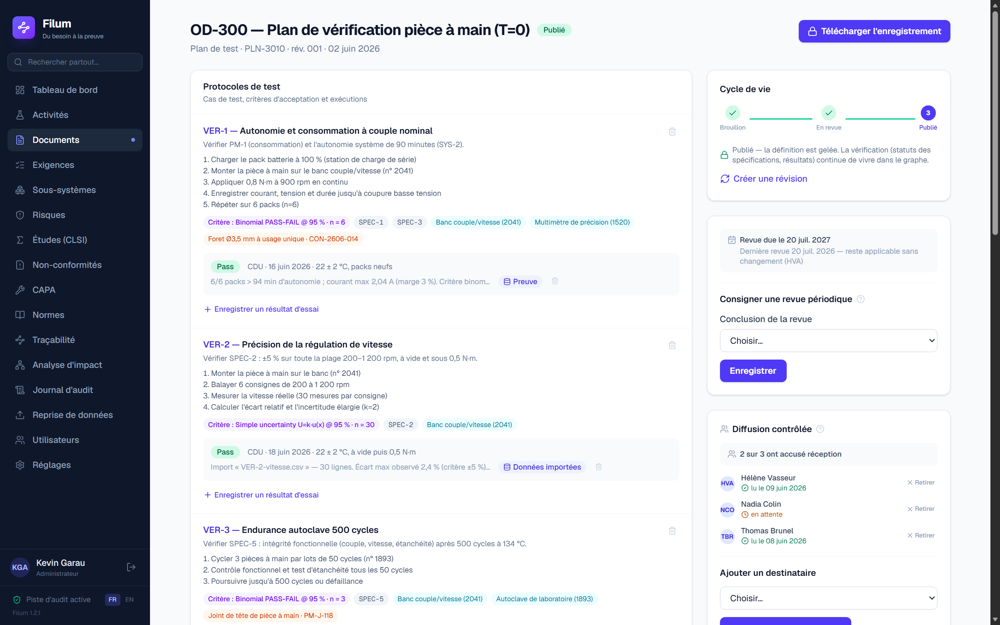 Filum
Du besoin à la preuve
Rechercher partout...
Tableau de bord
Activités
Documents
Exigences
Sous-systèmes
Risques
Études (CLSI)
Non-conformités
CAPA
Normes
Traçabilité
Analyse d'impact
Journal d'audit
Reprise de données
Utilisateurs
Réglages
KGA
Kevin Garau
Administrateur
Piste d'audit active
FR
EN
Filum 1.2.1
OD-300 — Plan de vérification pièce à main (T=0)
Publié
Plan de test · PLN-3010 · rév. 001 · 02 juin 2026
Télécharger l'enregistrement
Protocoles de test
Cas de test, critères d'acceptation et exécutions
VER-1 — Autonomie et consommation à couple nominal
Vérifier PM-1 (consommation) et l'autonomie système de 90 minutes (SYS-2).
1. Charger le pack batterie à 100 % (station de charge de série)
2. Monter la pièce à main sur le banc couple/vitesse (n° 2041)
3. Appliquer 0,8 N·m à 900 rpm en continu
4. Enregistrer courant, tension et durée jusqu'à coupure basse tension
5. Répéter sur 6 packs (n=6)
Critère : Binomial PASS-FAIL @ 95 % · n = 6
SPEC-1
SPEC-3
Banc couple/vitesse (2041)
Multimètre de précision (1520)
Foret Ø3,5 mm à usage unique · CON-2606-014
Pass
CDU · 16 juin 2026 · 22 ± 2 °C, packs neufs
6/6 packs > 94 min d'autonomie ; courant max 2,04 A (marge 3 %). Critère binom...
Preuve
Enregistrer un résultat d'essai
VER-2 — Précision de la régulation de vitesse
Vérifier SPEC-2 : ±5 % sur toute la plage 200–1 200 rpm, à vide et sous 0,5 N·m.
1. Monter la pièce à main sur le banc (n° 2041)
2. Balayer 6 consignes de 200 à 1 200 rpm
3. Mesurer la vitesse réelle (30 mesures par consigne)
4. Calculer l'écart relatif et l'incertitude élargie (k=2)
Critère : Simple uncertainty U=k·u(x) @ 95 % · n = 30
SPEC-2
Banc couple/vitesse (2041)
Pass
CDU · 18 juin 2026 · 22 ± 2 °C, à vide puis 0,5 N·m
Import « VER-2-vitesse.csv » — 30 lignes. Écart max observé 2,4 % (critère ±5 %)...
Données importées
Enregistrer un résultat d'essai
VER-3 — Endurance autoclave 500 cycles
Vérifier SPEC-5 : intégrité fonctionnelle (couple, vitesse, étanchéité) après 500 cycles à 134 °C.
1. Cycler 3 pièces à main par lots de 50 cycles (n° 1893)
2. Contrôle fonctionnel et test d'étanchéité tous les 50 cycles
3. Poursuivre jusqu'à 500 cycles ou défaillance
Critère : Binomial PASS-FAIL @ 95 % · n = 3
SPEC-5
Banc couple/vitesse (2041)
Autoclave de laboratoire (1893)
Joint de tête de pièce à main · PM-J-118
Cycle de vie
3
Brouillon
En revue
Publié
Publié — la définition est gelée. La vérification (statuts des
spécifications, résultats) continue de vivre dans le graphe.
Créer une révision
Revue due le 20 juil. 2027
Dernière revue 20 juil. 2026 — reste applicable sans
changement (HVA)
Consigner une revue périodique
Conclusion de la revue
Choisir...
Enregistrer
Diffusion contrôlée
2 sur 3 ont accusé réception
HVA
Hélène Vasseur
lu le 09 juin 2026
Retirer
NCO
Nadia Colin
en attente
Retirer
TBR
Thomas Brunel
lu le 08 juin 2026
Retirer
Ajouter un destinataire
Choisir...